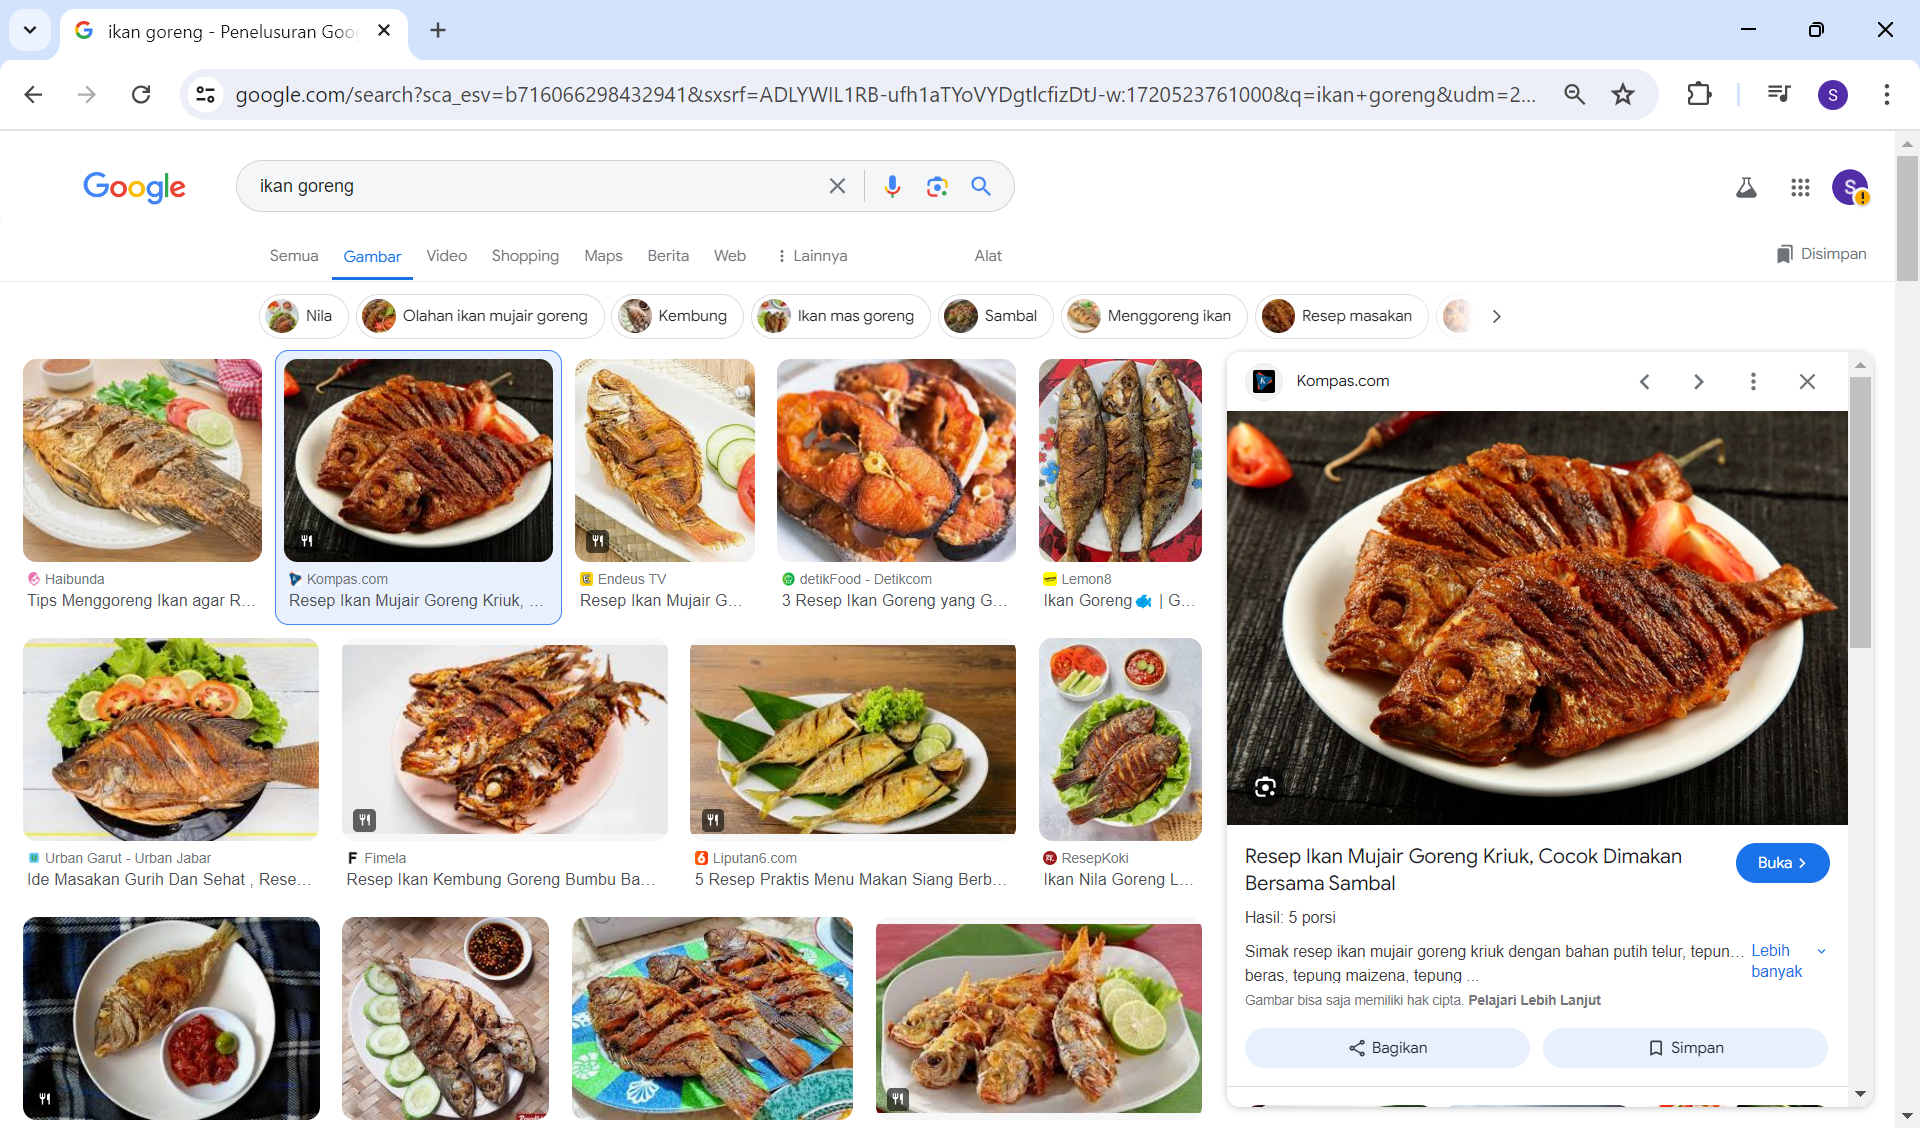 ikan goreng - Penelusuran Goo
google.com/search?sca_esv=b716066298432941&sxsrf=ADLYWIL1RB-ufh1aTYoVYDgtIcfizDtJ-w:1720523761000&q=ikan+goreng&udm=2...
S
Google
ikan goreng
S
Semua
Gambar
Video
Shopping
Maps
Berita
Web
Lainnya
Alat
Disimpan
Nila
Olahan ikan mujair goreng
Kembung
Ikan mas goreng
Sambal
Menggoreng ikan
Resep masakan
Haibunda
Tips Menggoreng Ikan agar R...
Kompas.com
Resep Ikan Mujair Goreng Kriuk, ...
Endeus TV
Resep Ikan Mujair G...
detikFood - Detikcom
3 Resep Ikan Goreng yang G...
Lemon8
Ikan Goreng🐟 | G...
Urban Garut - Urban Jabar
Ide Masakan Gurih Dan Sehat , Rese...
Fimela
Resep Ikan Kembung Goreng Bumbu Ba...
Liputan6.com
5 Resep Praktis Menu Makan Siang Berb...
ResepKoki
Ikan Nila Goreng L...
Kompas.com
Resep Ikan Mujair Goreng Kriuk, Cocok Dimakan
Bersama Sambal
Buka
Hasil: 5 porsi
Simak resep ikan mujair goreng kriuk dengan bahan putih telur, tepun...
beras, tepung maizena, tepung ...
Lebih
banyak
Gambar bisa saja memiliki hak cipta. Pelajari Lebih Lanjut
Bagikan
Simpan